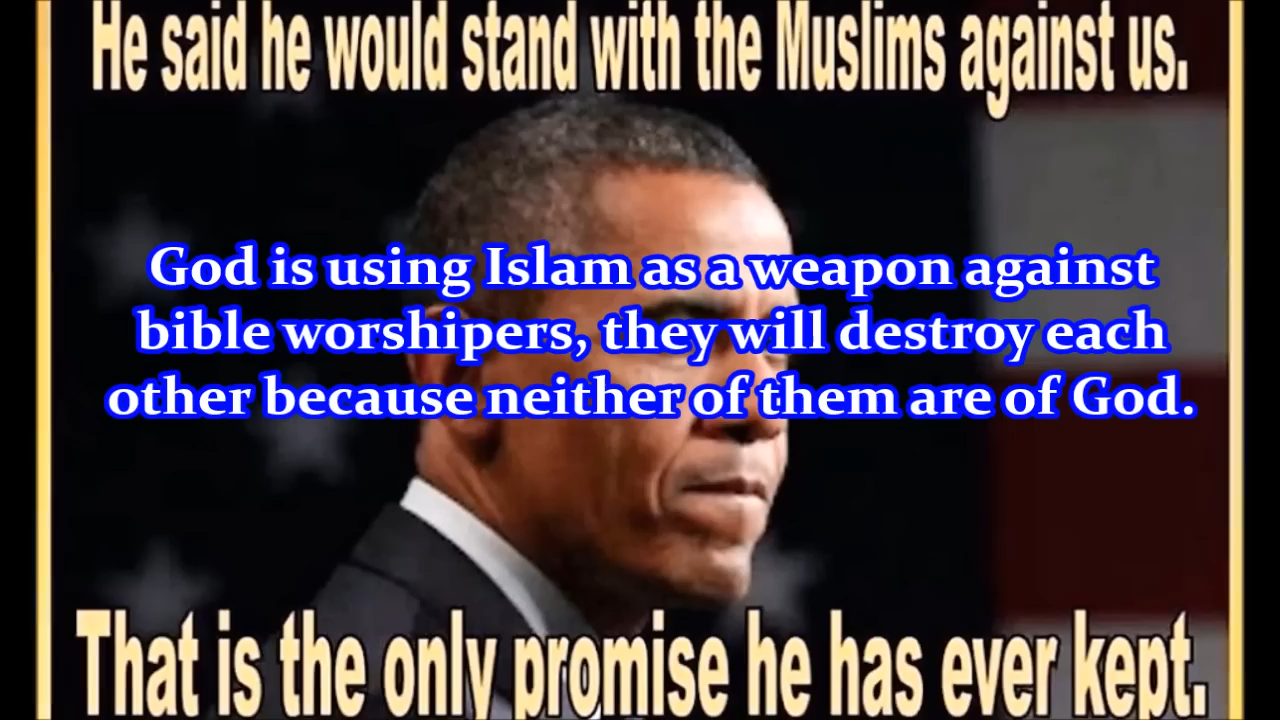 He said he would stand with the Muslims against us.
God is using Islam as a weapon against
bible worshipers, they will destroy each
other because neither of them are of God.
That is the only promise he has ever kept.